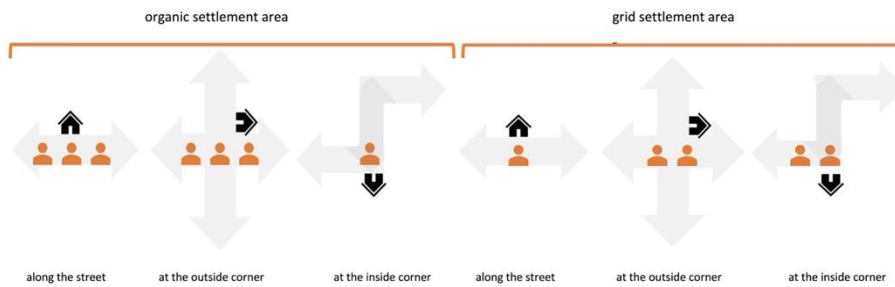 organic settlement area
grid settlement area
along the street
at the outside corner
at the inside corner
along the street
at the outside corner
at the inside corner